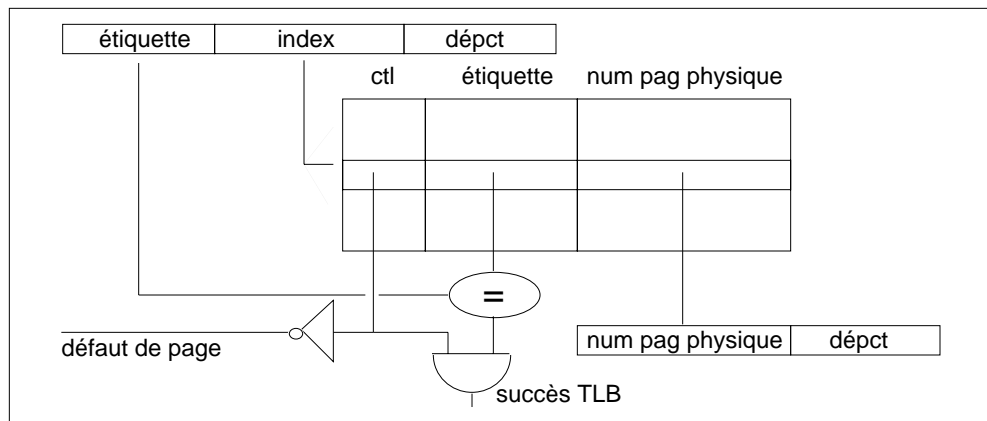 étiquette index dépct
ctl étiquette num pag physique
=
défaut de page
num pag physique dépct
succès TLB